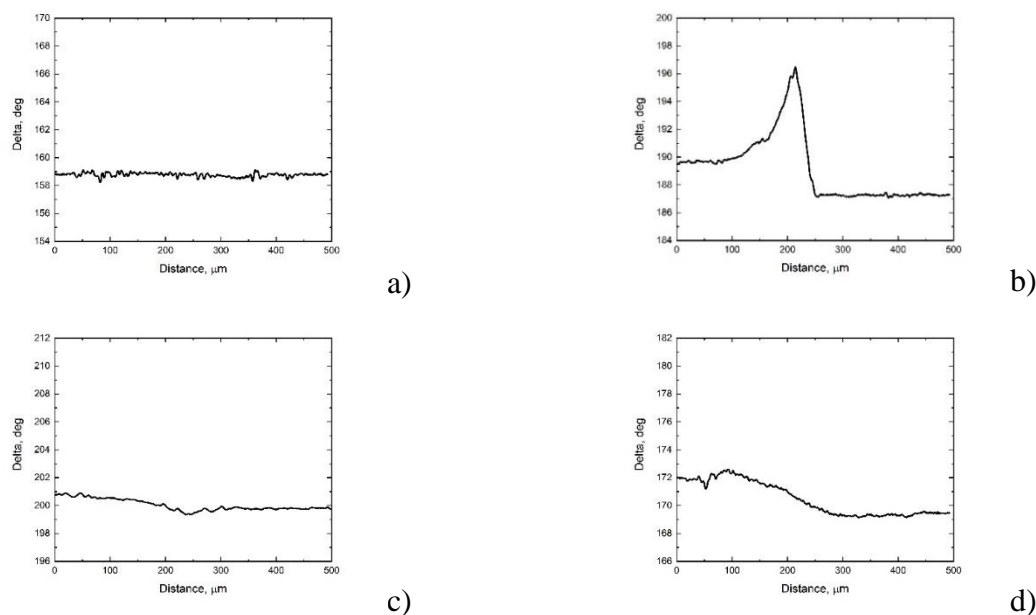 170
168
166
164
162
160
158
156
154
Delta, deg
0 100 200 300 400 500
Distance, μm
a)
200
198
196
194
192
190
188
186
184
Delta, deg
0 100 200 300 400 500
Distance, μm
b)
212
210
208
206
204
202
200
198
196
Delta, deg
0 100 200 300 400 500
Distance, μm
c)
182
180
178
176
174
172
170
168
166
Delta, deg
0 100 200 300 400 500
Distance, μm
d)